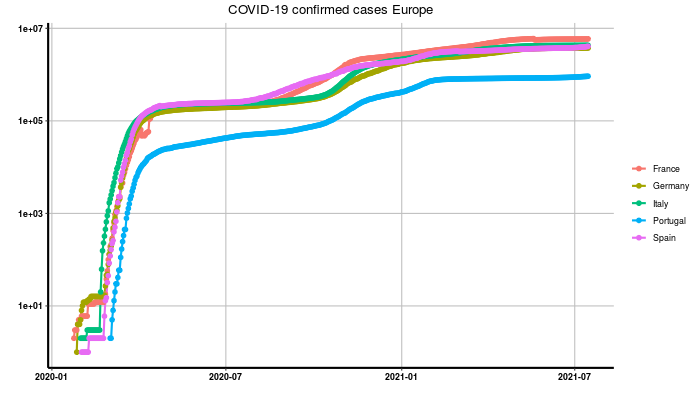 COVID-19 confirmed cases Europe
1e+07
1e+05
1e+03
1e+01
2020-01
2020-07
2021-01
2021-07
France
Germany
Italy
Portugal
Spain